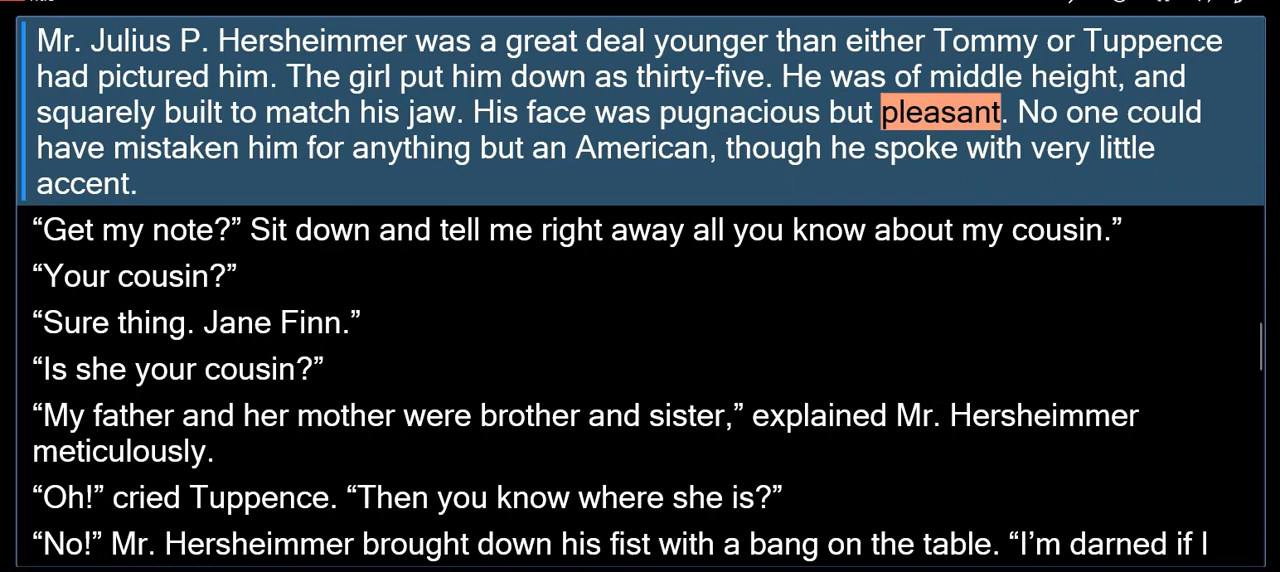 Mr. Julius P. Hersheimmer was a great deal younger than either Tommy or Tuppence
had pictured him. The girl put him down as thirty-five. He was of middle height, and
squarely built to match his jaw. His face was pugnacious but pleasant. No one could
have mistaken him for anything but an American, though he spoke with very little
accent.
“Get my note?” Sit down and tell me right away all you know about my cousin.”
“Your cousin?”
“Sure thing. Jane Finn.”
“Is she your cousin?”
“My father and her mother were brother and sister,” explained Mr. Hersheimmer
meticulously.
“Oh!” cried Tuppence. “Then you know where she is?”
“No!” Mr. Hersheimmer brought down his fist with a bang on the table. “I’m darned if I